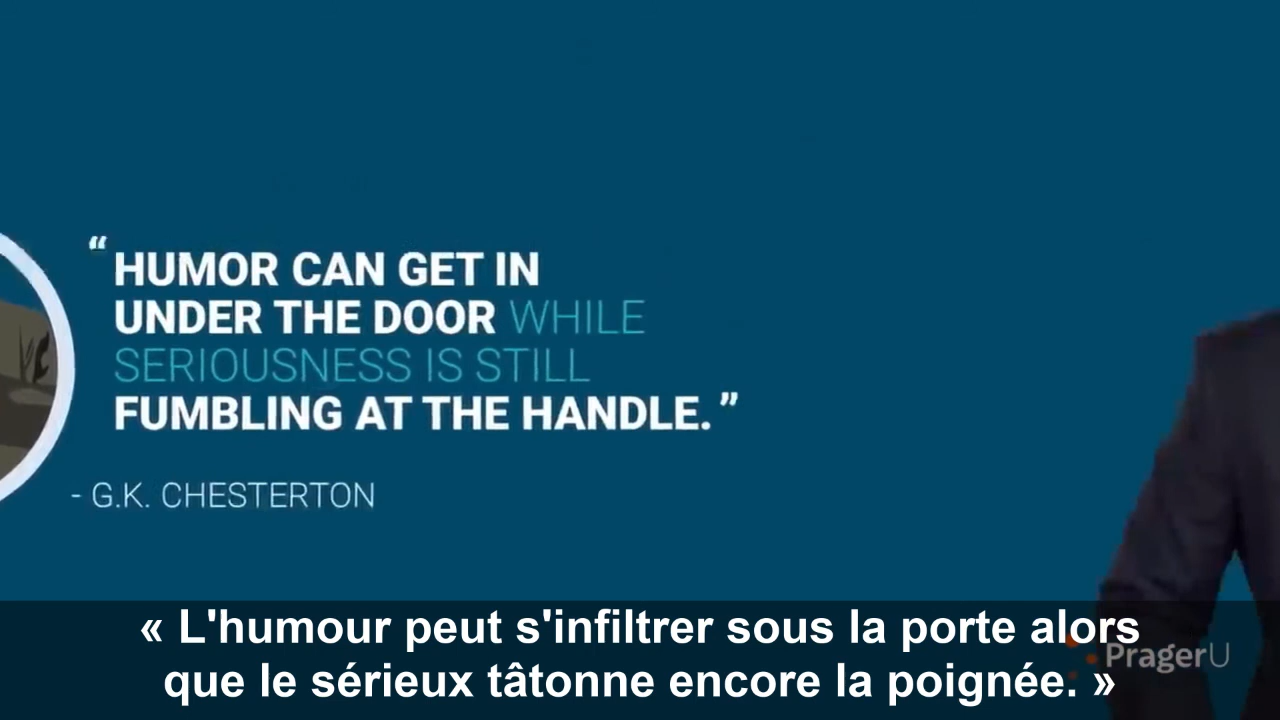 “HUMOR CAN GET IN
UNDER THE DOOR WHILE
SERIOUSNESS IS STILL
FUMBLING AT THE HANDLE.”
- G.K. CHESTERTON
« L'humour peut s'infiltrer sous la porte alors
que le sérieux tâtonne encore la poignée. »
PragerU